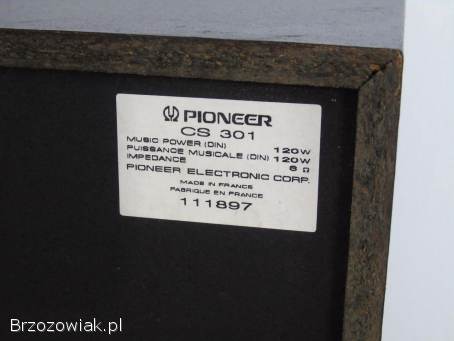 PIONEER
CS 301
MUSIC POWER (DIN) 120W
PUISSANCE MUSICALE (DIN) 120W
IMPEDANCE 8 Ω
PIONEER ELECTRONIC CORP.
MADE IN FRANCE
FABRIQUE EN FRANCE
111897
Brzozowiak.pl